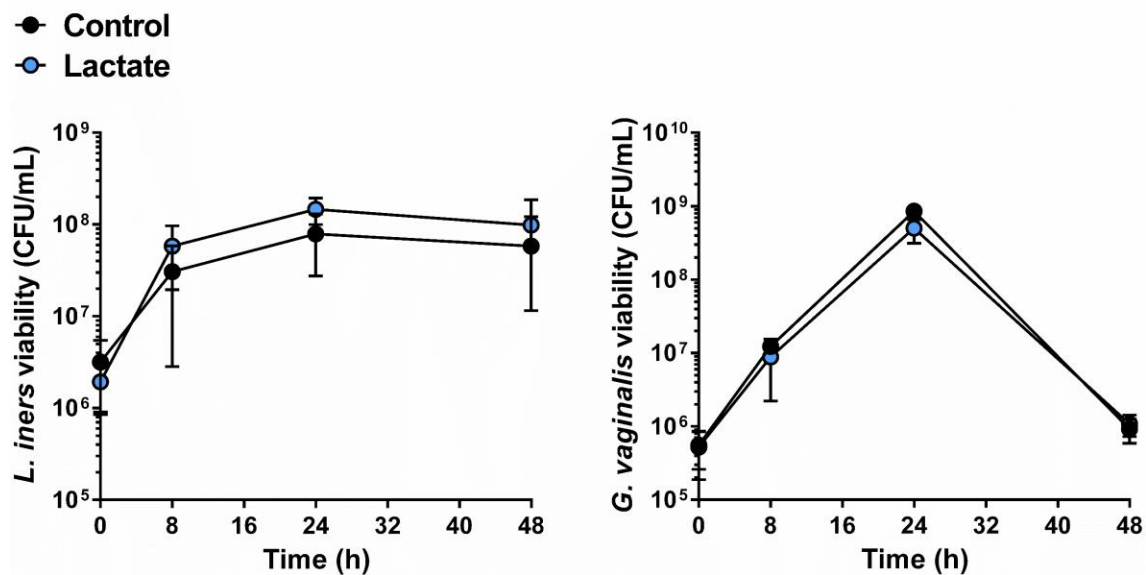 Control
Lactate
L. iners viability (CFU/mL)
10⁹
10⁸
10⁷
10⁶
10⁵
0 8 16 24 32 40 48
Time (h)
G. vaginalis viability (CFU/mL)
10¹⁰
10⁹
10⁸
10⁷
10⁶
10⁵
0 8 16 24 32 40 48
Time (h)